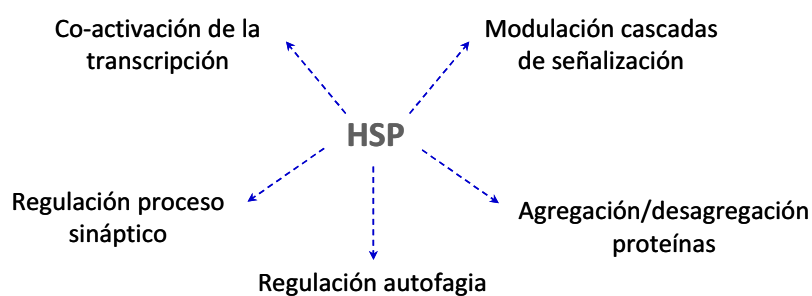 Co-activación de la
transcripción
Modulación cascadas
de señalización
HSP
Regulación proceso
sináptico
Agregación/desagregación
proteínas
Regulación autofagia